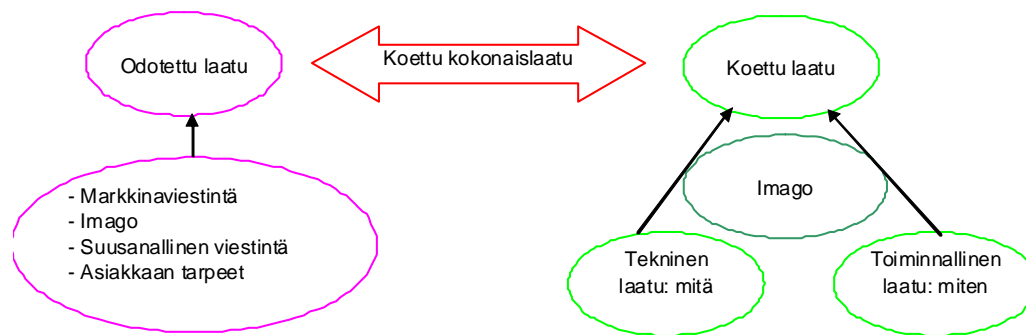 Odotettu laatu
Koettu kokonaislaatu
Koettu laatu
- Markkinaviestintä
- Imago
- Suusanallinen viestintä
- Asiakkaan tarpeet
Imago
Tekninen
laatu: mitä
Toiminnallinen
laatu: miten